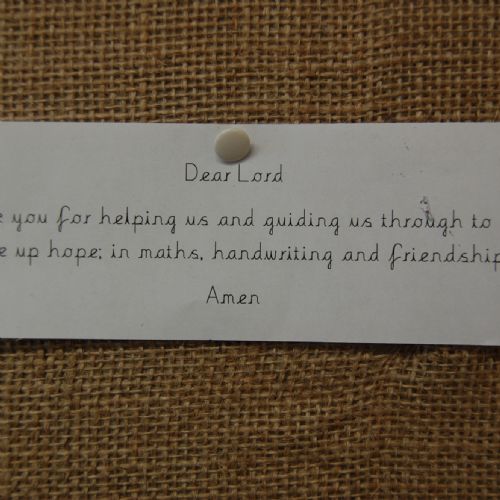 Dear Lord
you for helping us and guiding us through to
up hope; in maths, handwriting and friendship
Amen